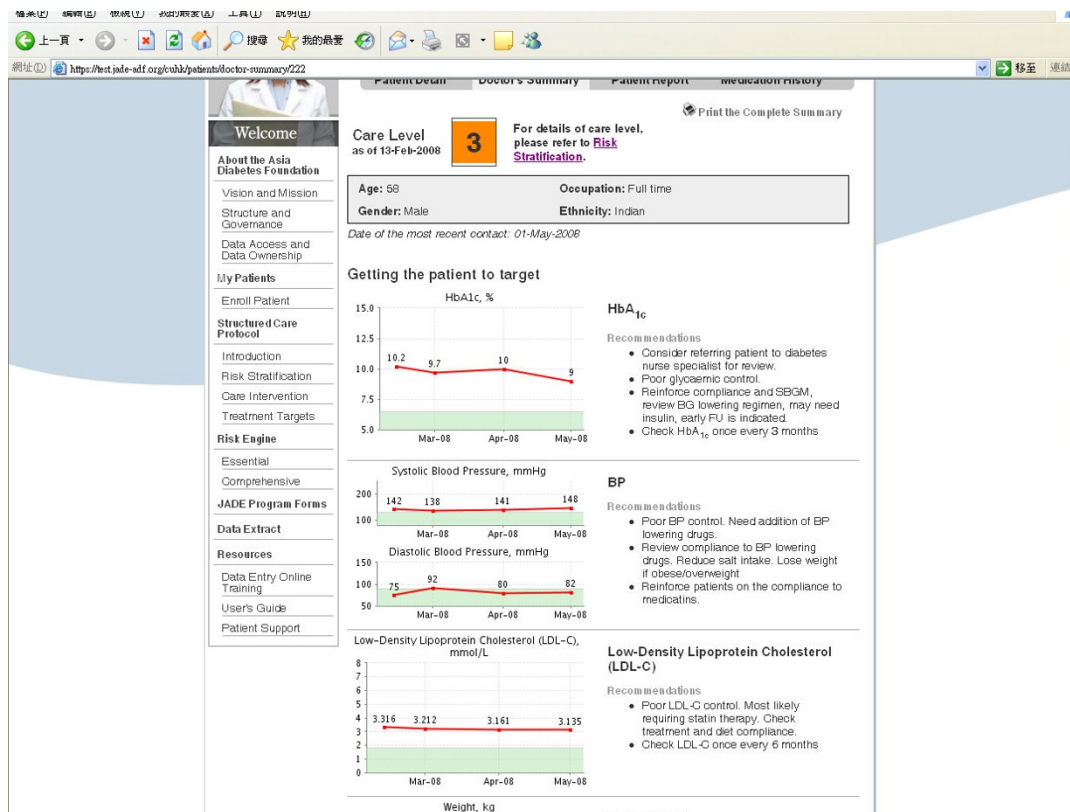 檔案(F) 編輯(E) 檢視(V) 我的最愛(A) 工具(T) 說明(H)
上一頁 搜尋 我的最愛
網址(D) https://test.jade-adf.org/cuhk/patients/doctor-summary/222 移至 連結
Patient Detail Doctor's Summary Patient Report Medication History
Print the Complete Summary
Welcome
About the Asia
Diabetes Foundation
Vision and Mission
Structure and
Governance
Data Access and
Data Ownership
My Patients
Enroll Patient
Structured Care
Protocol
Introduction
Risk Stratification
Care Intervention
Treatment Targets
Risk Engine
Essential
Comprehensive
JADE Program Forms
Data Extract
Resources
Data Entry Online
Training
User's Guide
Patient Support
Care Level
as of 13-Feb-2008
3
For details of care level,
please refer to Risk
Stratification.
Age: 58 Occupation: Full time
Gender: Male Ethnicity: Indian
Date of the most recent contact: 01-May-2008
Getting the patient to target
HbA1c, %
15.0
12.5
10.0
7.5
5.0
10.2 9.7 10 9
Mar-08 Apr-08 May-08
HbA1c
Recommendations
• Consider referring patient to diabetes
nurse specialist for review.
• Poor glycaemic control.
• Reinforce compliance and SBGM,
review BG lowering regimen, may need
insulin, early FU is indicated.
• Check HbA1c once every 3 months
Systolic Blood Pressure, mmHg
200
100
142 138 141 148
Mar-08 Apr-08 May-08
Diastolic Blood Pressure, mmHg
150
100
50
75 92 80 82
Mar-08 Apr-08 May-08
BP
Recommendations
• Poor BP control. Need addition of BP
lowering drugs.
• Review compliance to BP lowering
drugs. Reduce salt intake. Lose weight
if obese/overweight
• Reinforce patients on the compliance to
medicatins.
Low-Density Lipoprotein Cholesterol (LDL-C),
mmol/L
8
7
6
5
4
3
2
1
0
3.316 3.212 3.161 3.135
Mar-08 Apr-08 May-08
Low-Density Lipoprotein Cholesterol
(LDL-C)
Recommendations
• Poor LDL-C control. Most likely
requiring statin therapy. Check
treatment and diet compliance.
• Check LDL-C once every 6 months
Weight, kg